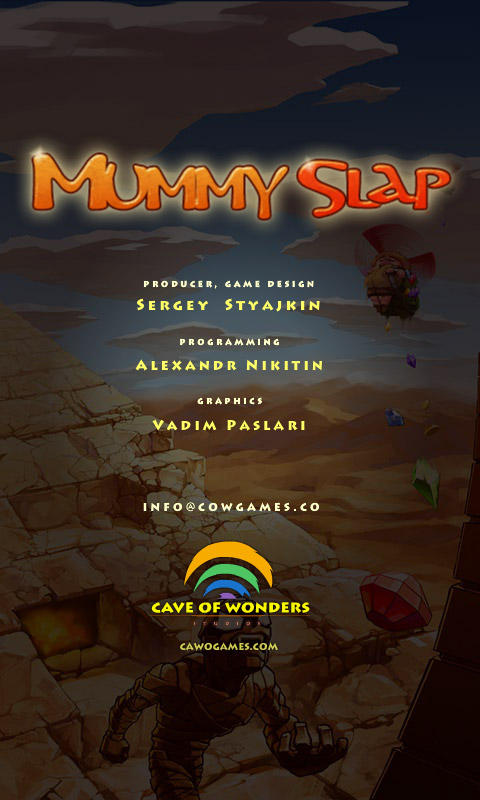 MUMMY SLAP
PRODUCER, GAME DESIGN
SERGEY STYAJKIN
PROGRAMMING
ALEXANDR NIKITIN
GRAPHICS
VADIM PASLARI
INFO@COWGAMES.CO
CAVE OF WONDERS
STUDIOS
CAWOGAMES.COM